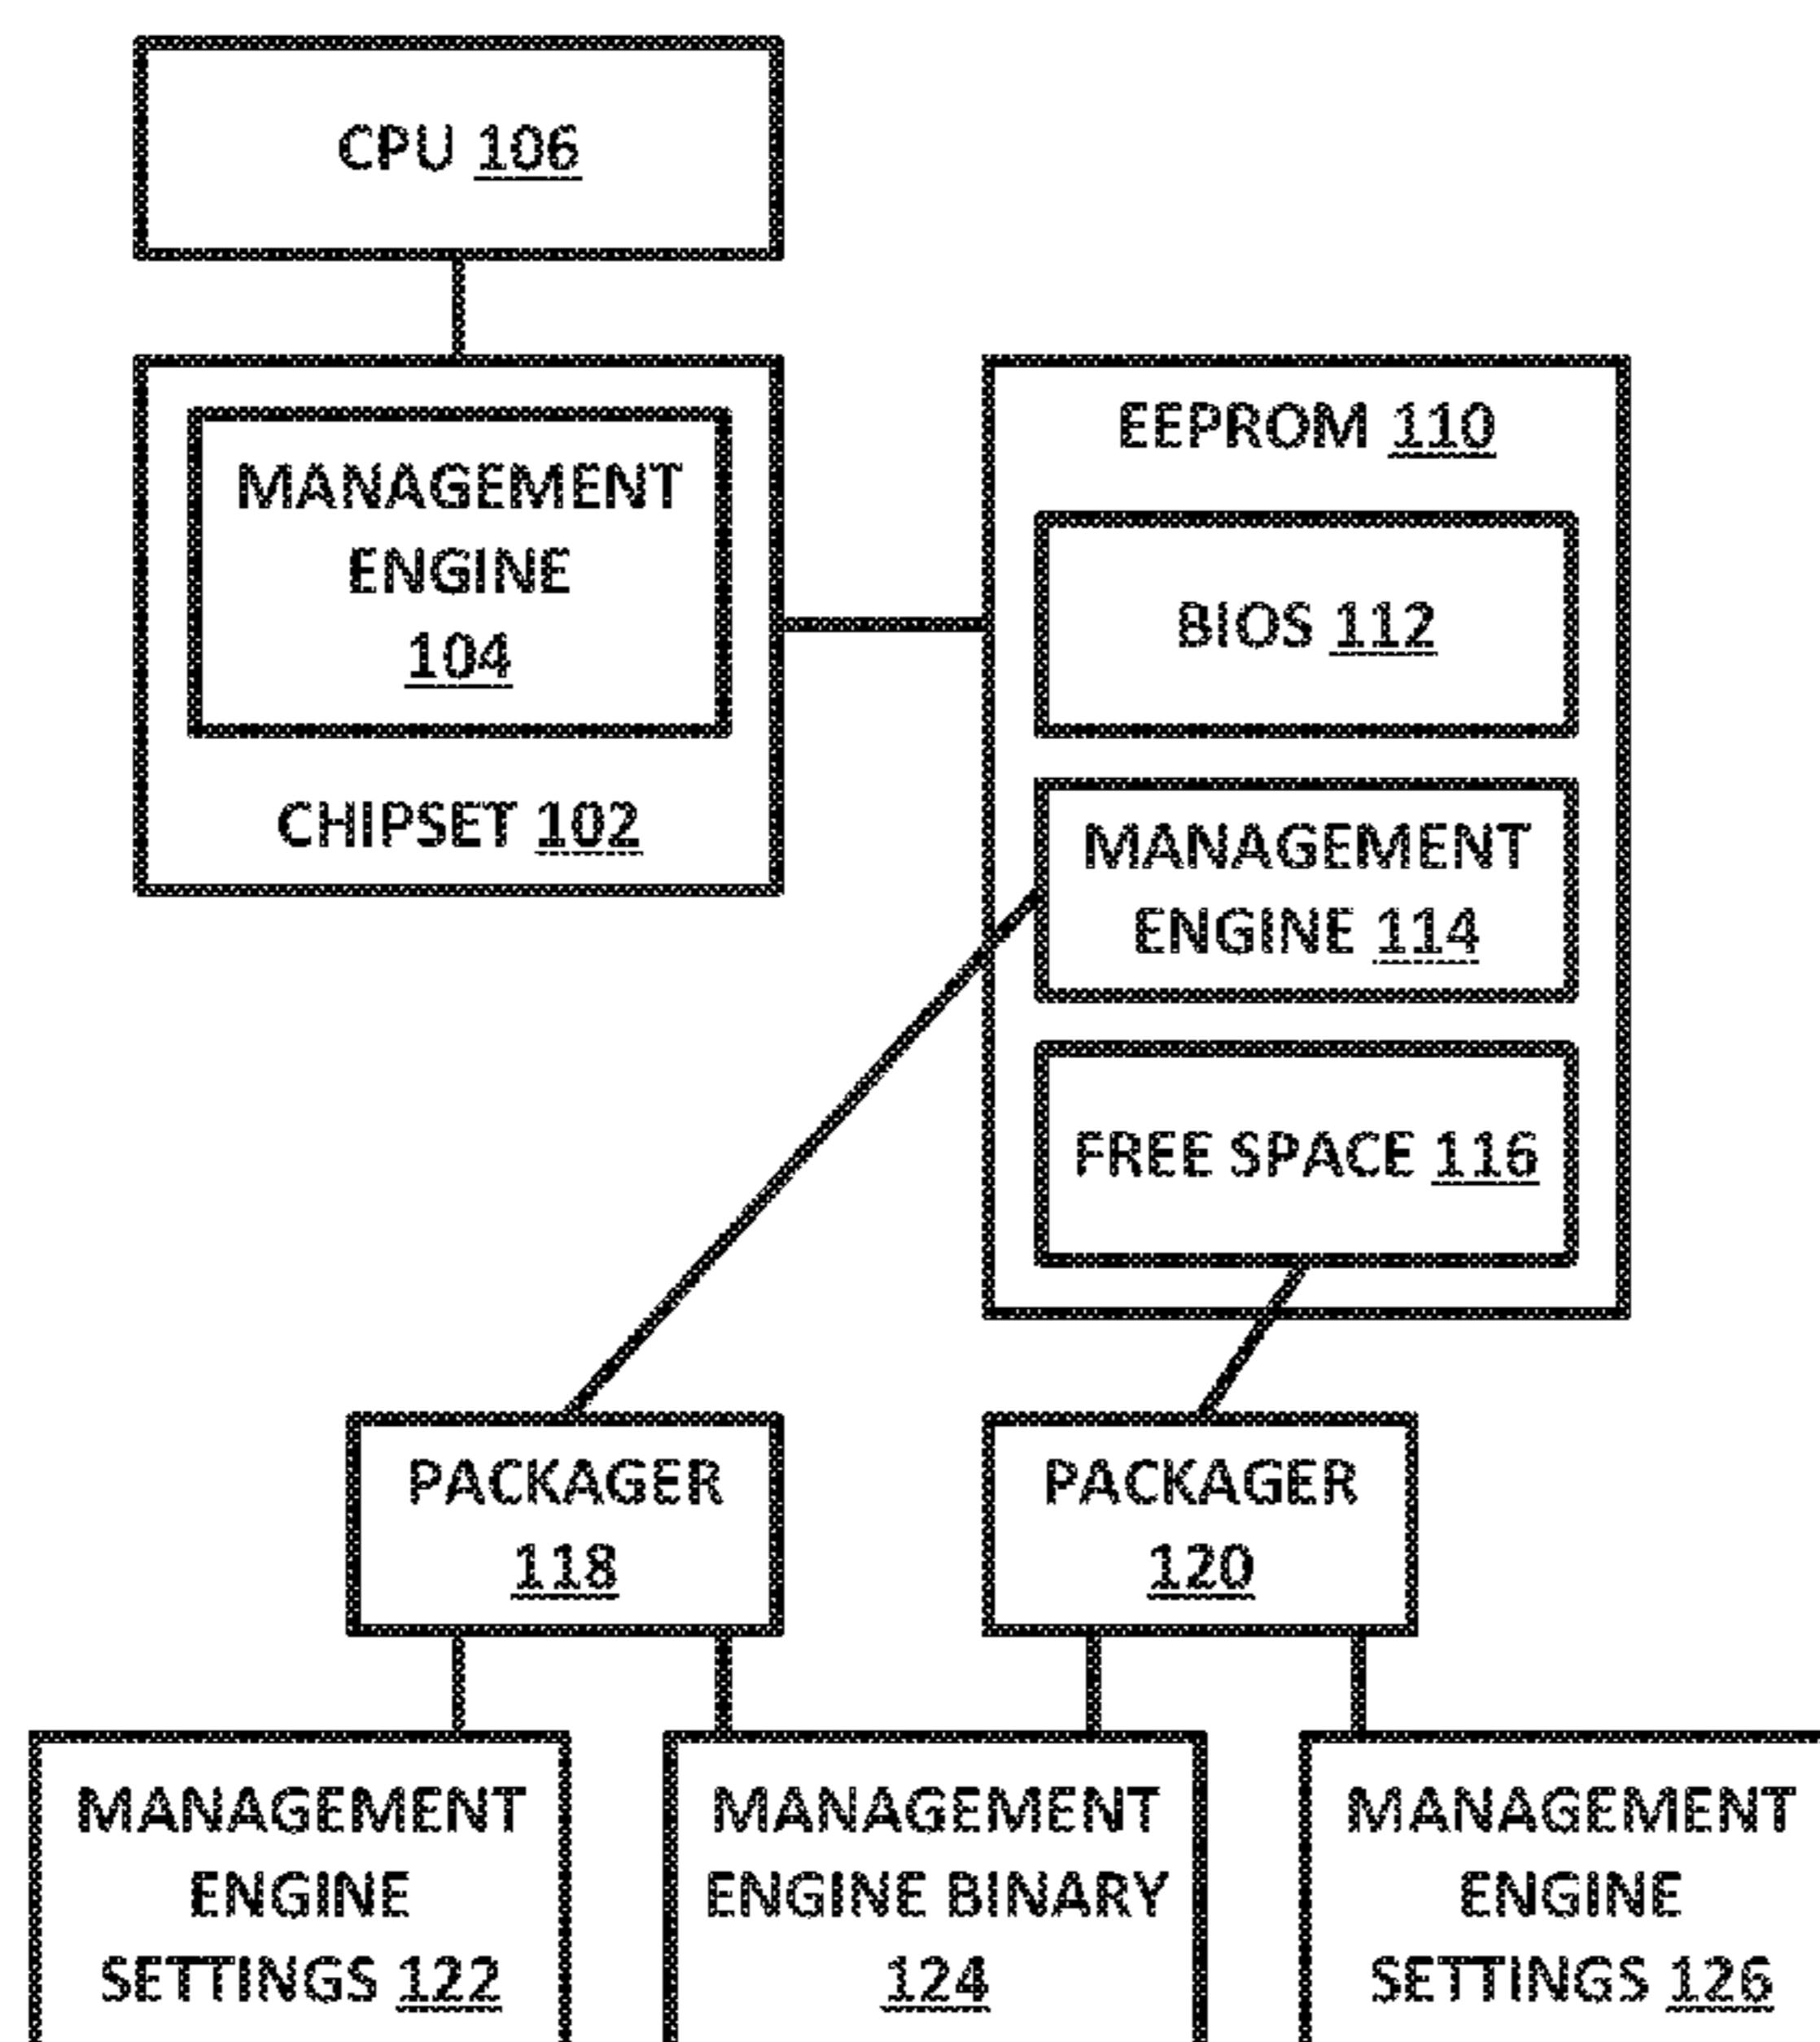 CPU 106
MANAGEMENT
ENGINE
104
CHIPSET 102
EEPROM 110
BIOS 112
MANAGEMENT
ENGINE 114
FREE SPACE 116
PACKAGER
118
PACKAGER
120
MANAGEMENT
ENGINE
SETTINGS 122
MANAGEMENT
ENGINE BINARY
124
MANAGEMENT
ENGINE
SETTINGS 126